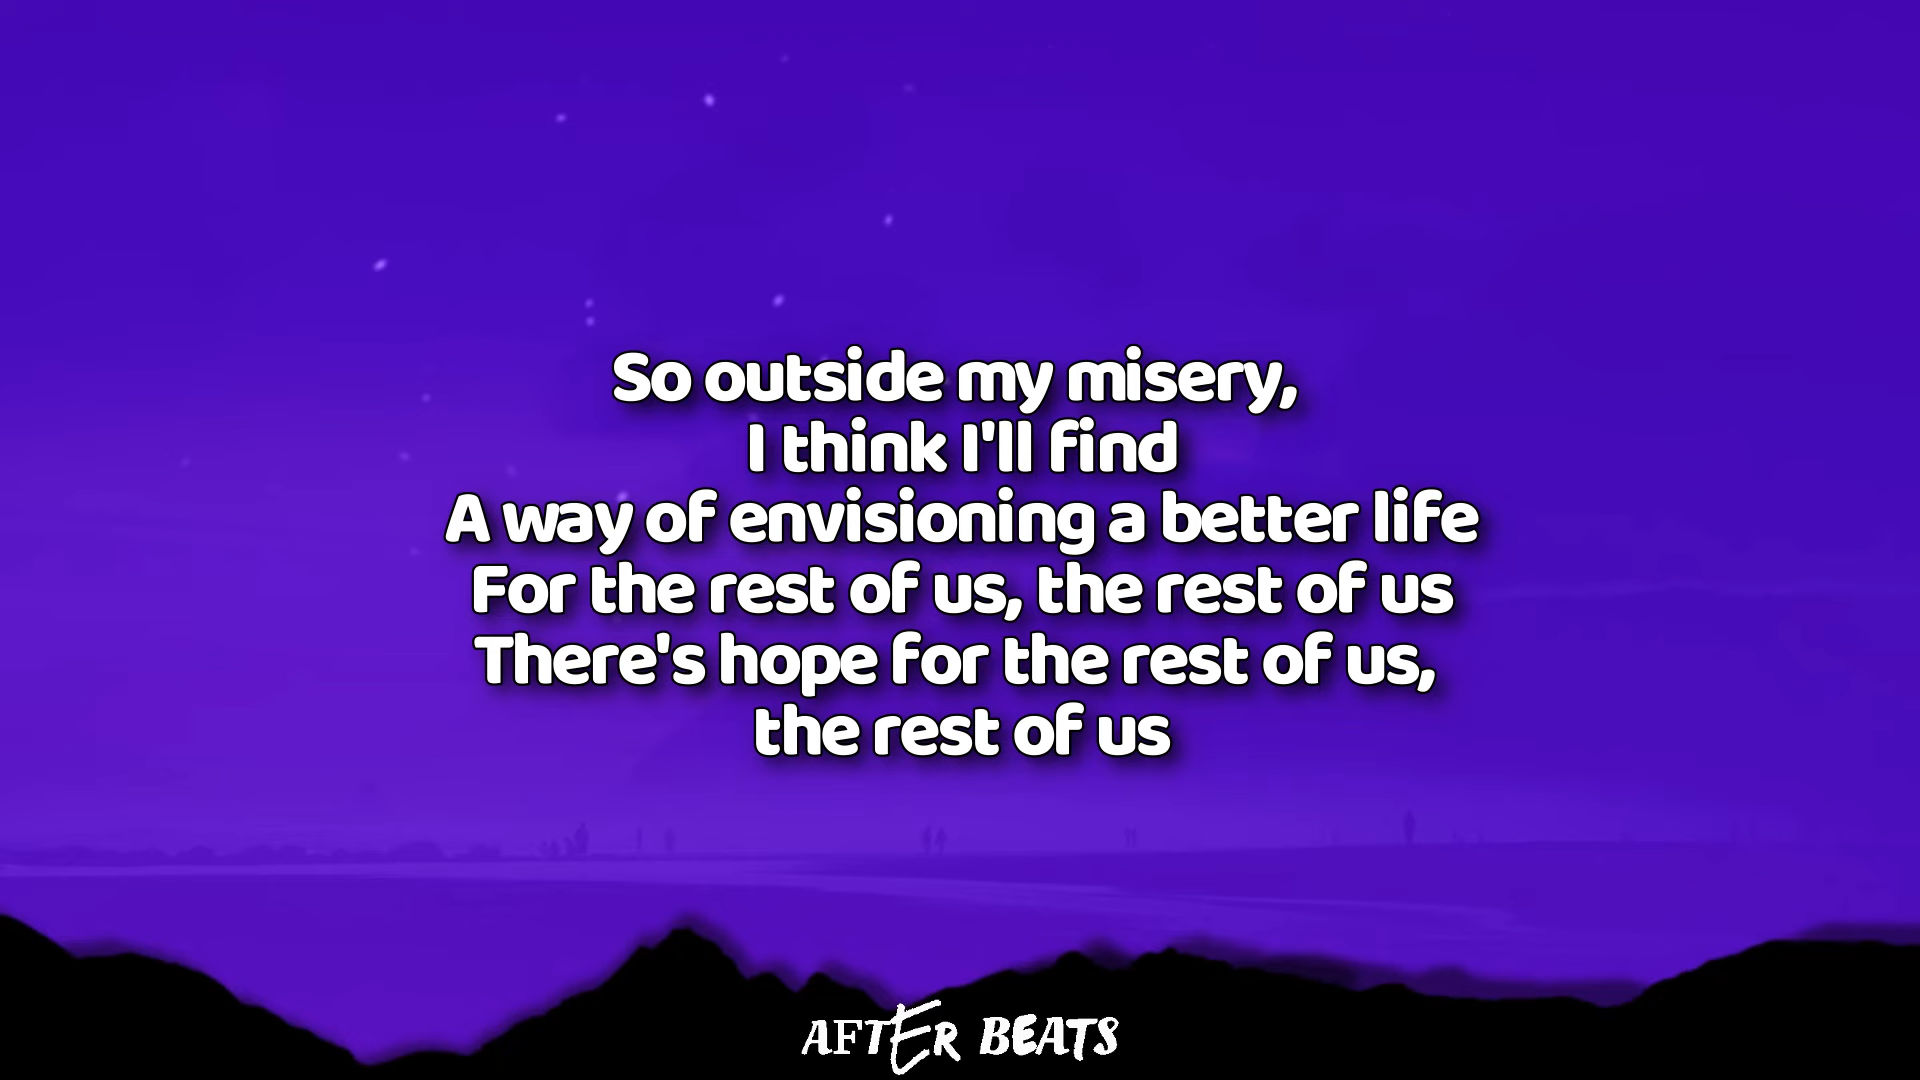 So outside my misery,
I think I'll find
A way of envisioning a better life
For the rest of us, the rest of us
There's hope for the rest of us,
the rest of us
AFTER BEATS